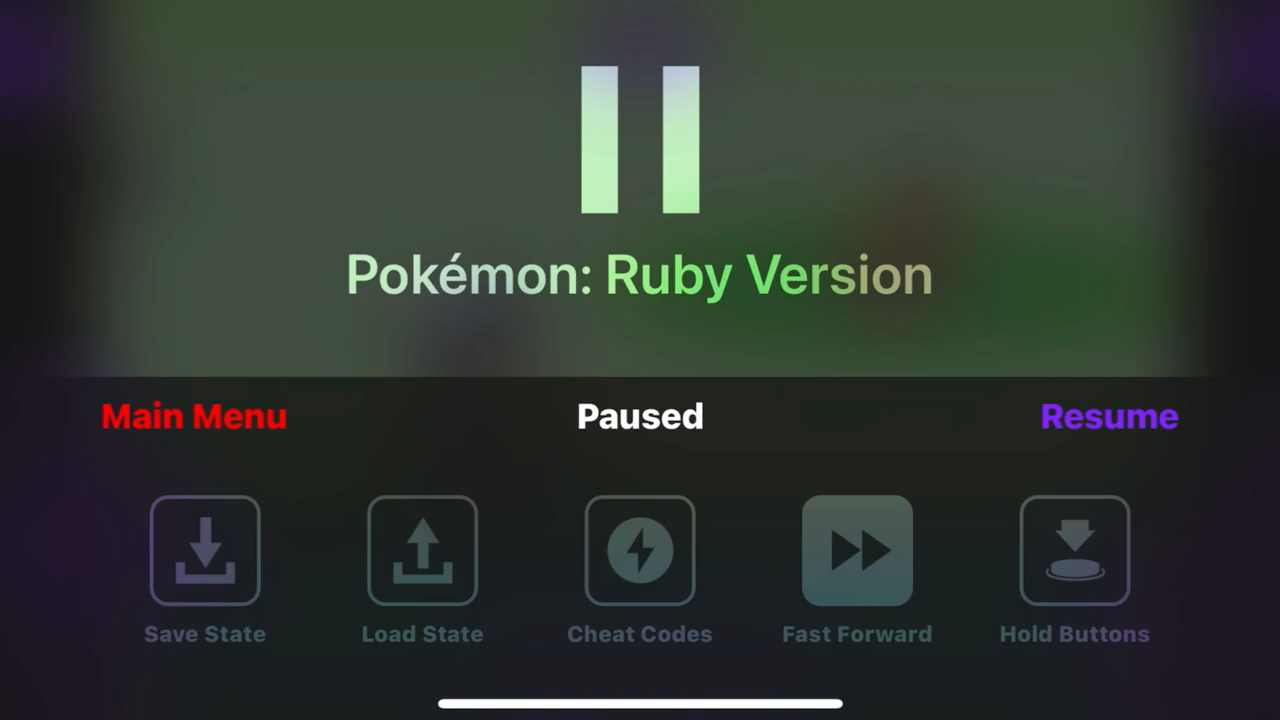 Pokémon: Ruby Version
Main Menu
Paused
Resume
Save State
Load State
Cheat Codes
Fast Forward
Hold Buttons